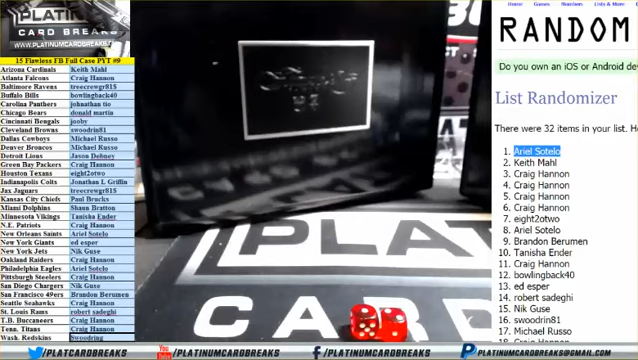 PLATIN
CARD BREAKS
WWW.PLATINUMCARDBREAKS.COM
15 Flawless FB Full Case PYT #9
Arizona Cardinals Keith Mahl
Atlanta Falcons Craig Hannon
Baltimore Ravens treecrewgr81$
Buffalo Bills bowlingback40
Carolina Panthers johnathan tio
Chicago Bears donald martin
Cincinnati Bengals jooby
Cleveland Browns swoodrin81
Dallas Cowboys Michael Russo
Denver Broncos Michael Russo
Detroit Lions Jason Debney
Green Bay Packers Craig Hannon
Houston Texans eight2otwo
Indianapolis Colts Jonathan L Griffin
Jax Jaguars treecrewgr81$
Kansas City Chiefs Paul Brucks
Miami Dolphins Shaun Bratton
Minnesota Vikings Tanisha Ender
N.E. Patriots Craig Hannon
New Orleans Saints Ariel Sotelo
New York Giants ed esper
New York Jets Nik Guse
Oakland Raiders Craig Hannon
Philadelphia Eagles Ariel Sotelo
Pittsburgh Steelers Craig Hannon
San Diego Chargers Nik Guse
San Francisco 49ers Brandon Berumen
Seattle Seahawks Craig Hannon
St. Louis Rams robert sadeghi
T.B. Buccaneers Craig Hannon
Tenn. Titans Craig Hannon
Wash. Redskins Swoodring
PLA
CARD
Home Games Numbers Lists & More
RANDOM
Do you own an iOS or Android dev
List Randomizer
There were 32 items in your list. He
1. Ariel Sotelo
2. Keith Mahl
3. Craig Hannon
4. Craig Hannon
5. Craig Hannon
6. Craig Hannon
7. eight2otwo
8. Ariel Sotelo
9. Brandon Berumen
10. Tanisha Ender
11. Craig Hannon
12. bowlingback40
13. ed esper
14. robert sadeghi
15. Nik Guse
16. swoodrin81
17. Michael Russo
/PLATCARDBREAKS
You Tube /PLATINUMCARDBREAKS
f /PLATINUMCARDBREAKS
/PLATINUMCARDBREAKS